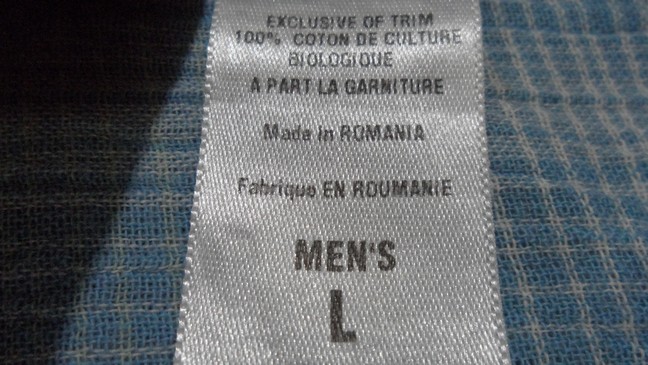 EXCLUSIVE OF TRIM
100% COTON DE CULTURE
BIOLOGIQUE
A PART LA GARNITURE
Made in ROMANIA
Fabrique EN ROUMANIE
MEN'S
L